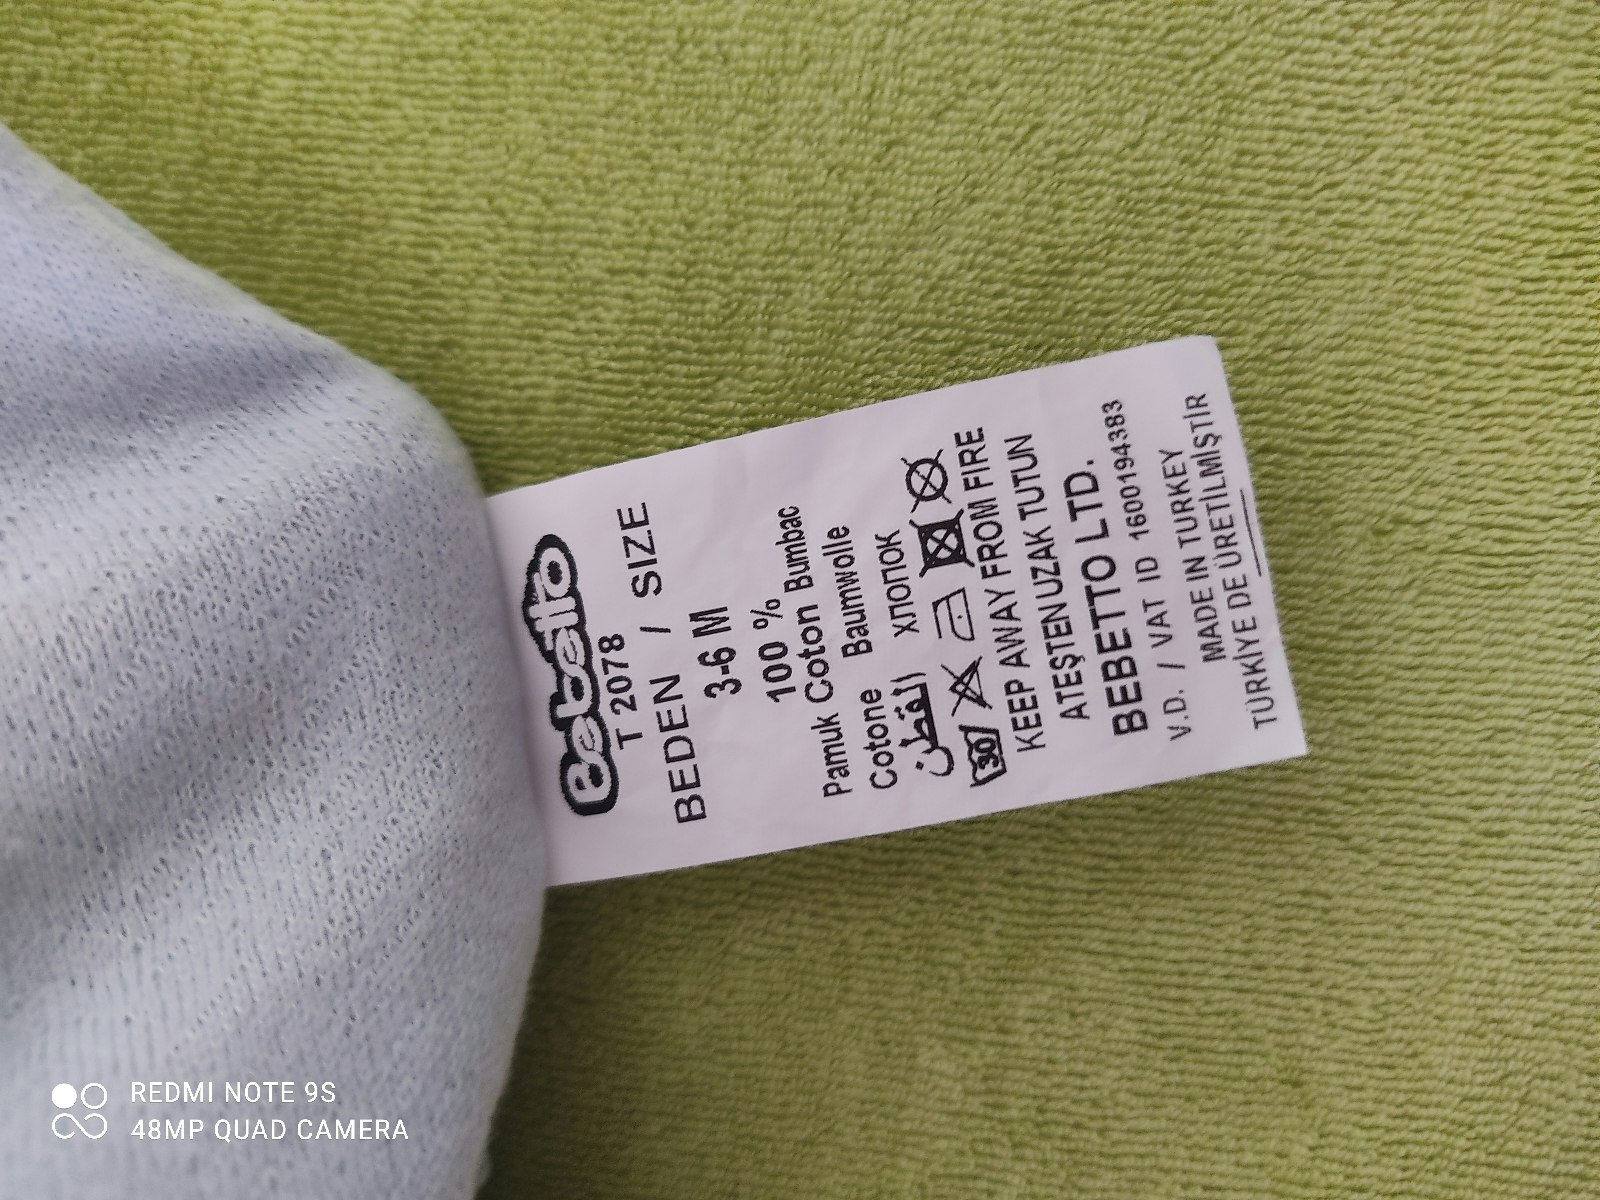 Bebetto
T 2078
BEDEN / SIZE
3-6 M
100 %
Pamuk Coton Bumbac
Cotone Baumwolle
القطن хлопок
30
KEEP AWAY FROM FIRE.
ATEŞTEN UZAK TUTUN
BEBETTO LTD.
V.D. / VAT ID 1600194383
MADE IN TURKEY
TÜRKİYE DE ÜRETİLMİŞTİR
REDMI NOTE 9S
48MP QUAD CAMERA